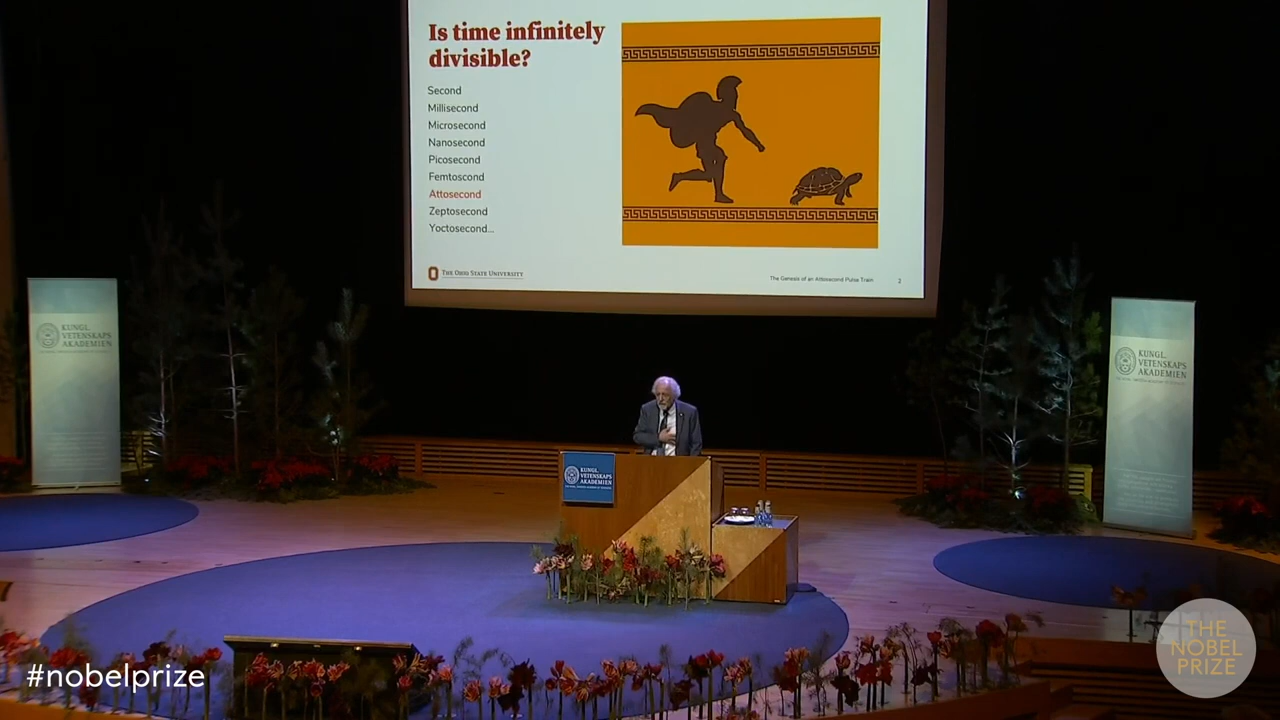 Is time infinitely
divisible?
Second
Millisecond
Microsecond
Nanosecond
Picosecond
Femtoscond
Attosecond
Zeptosecond
Yoctosecond...
THE OHIO STATE UNIVERSITY
The Genesis of an Attosecond Pulse Train
2
KUNGL.
VETENSKAPS
AKADEMIEN
KUNGL.
VETENSKAPS
AKADEMIEN
KUNGL.
VETENSKAPS
AKADEMIEN
#nobelprize
THE
NOBEL
PRIZE